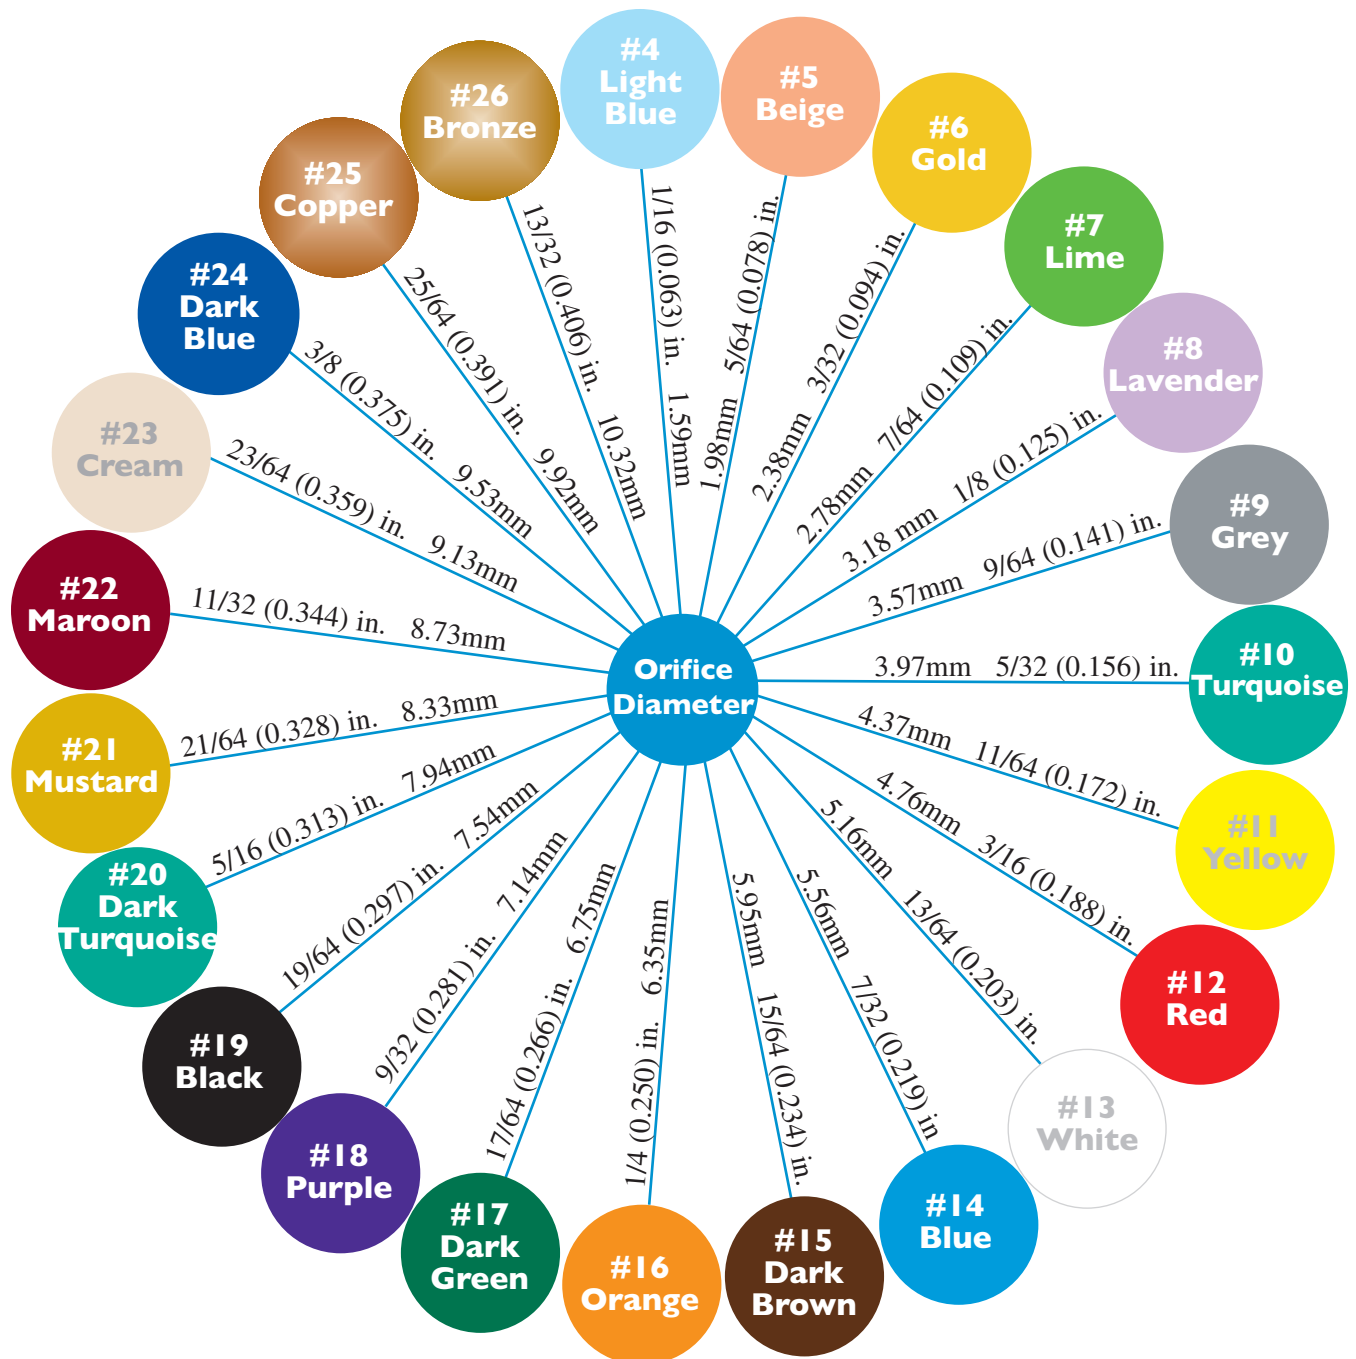 #4
Light
Blue
1/16 (0.063) in. 1.59mm
#5
Beige
1.98mm 5/64 (0.078) in.
#6
Gold
2.38mm 3/32 (0.094) in.
#7
Lime
2.78mm 7/64 (0.109) in.
#8
Lavender
3.18 mm 1/8 (0.125) in.
#9
Grey
3.57mm 9/64 (0.141) in.
#10
Turquoise
3.97mm 5/32 (0.156) in.
#11
Yellow
4.37mm 11/64 (0.172) in.
#12
Red
4.76mm 3/16 (0.188) in.
#13
White
5.16mm 13/64 (0.203) in.
#14
Blue
5.56mm 7/32 (0.219) in
#15
Dark
Brown
5.95mm 15/64 (0.234) in.
#16
Orange
1/4 (0.250) in. 6.35mm
#17
Dark
Green
17/64 (0.266) in. 6.75mm
#18
Purple
9/32 (0.281) in. 7.14mm
#19
Black
19/64 (0.297) in. 7.54mm
#20
Dark
Turquoise
5/16 (0.313) in. 7.94mm
#21
Mustard
21/64 (0.328) in. 8.33mm
#22
Maroon
11/32 (0.344) in. 8.73mm
#23
Cream
23/64 (0.359) in. 9.13mm
#24
Dark
Blue
3/8 (0.375) in. 9.53mm
#25
Copper
25/64 (0.391) in. 9.92mm
#26
Bronze
13/32 (0.406) in. 10.32mm
Orifice
Diameter